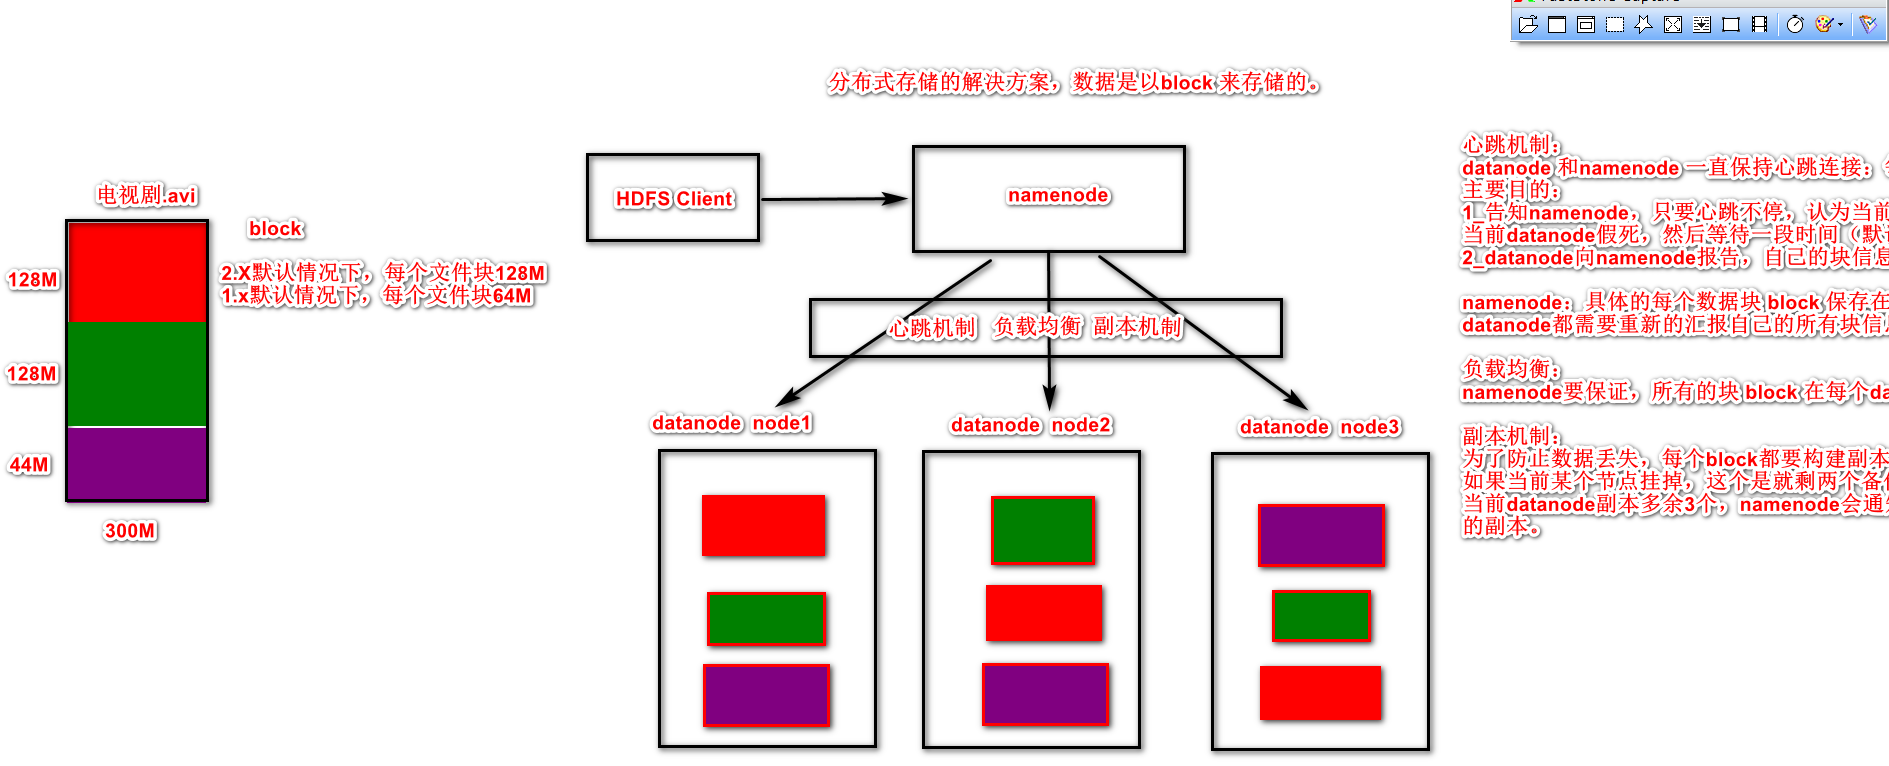 分布式存储的解决方案，数据是以block 来存储的。
电视剧.avi
block
128M
2.X默认情况下，每个文件块128M
1.x默认情况下，每个文件块64M
128M
44M
300M
HDFS Client
namenode
心跳机制 负载均衡 副本机制
datanode node1
datanode node2
datanode node3
心跳机制：
datanode 和namenode 一直保持心跳连接：
主要目的：
1_告知namenode，只要心跳不停，认为当前
当前datanode假死，然后等待一段时间（默
2_datanode向namenode报告，自己的块信息
namenode：具体的每个数据块 block 保存在
datanode都需要重新的汇报自己的所有块信
负载均衡：
namenode要保证，所有的块 block 在每个da
副本机制：
为了防止数据丢失，每个block都要构建副本
如果当前某个节点挂掉，这个是就剩两个备
当前datanode副本多余3个，namenode会通
的副本。